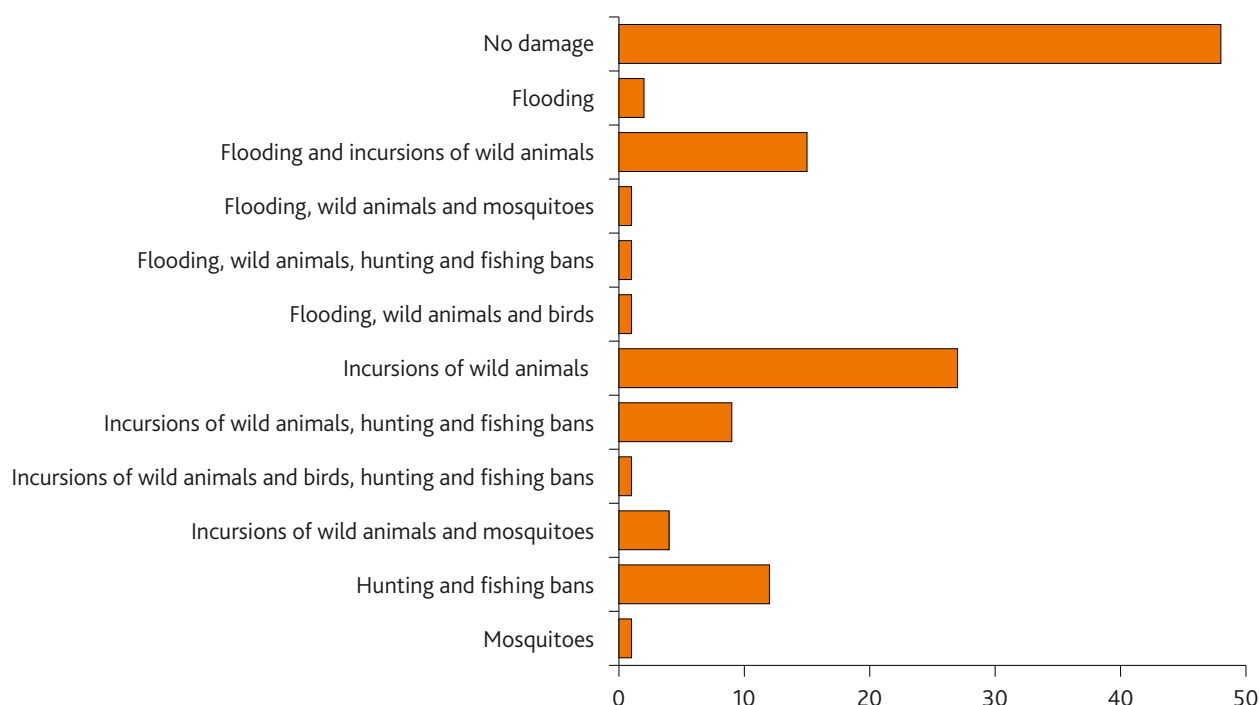 No damage
Flooding
Flooding and incursions of wild animals
Flooding, wild animals and mosquitoes
Flooding, wild animals, hunting and fishing bans
Flooding, wild animals and birds
Incursions of wild animals
Incursions of wild animals, hunting and fishing bans
Incursions of wild animals and birds, hunting and fishing bans
Incursions of wild animals and mosquitoes
Hunting and fishing bans
Mosquitoes
0 10 20 30 40 50